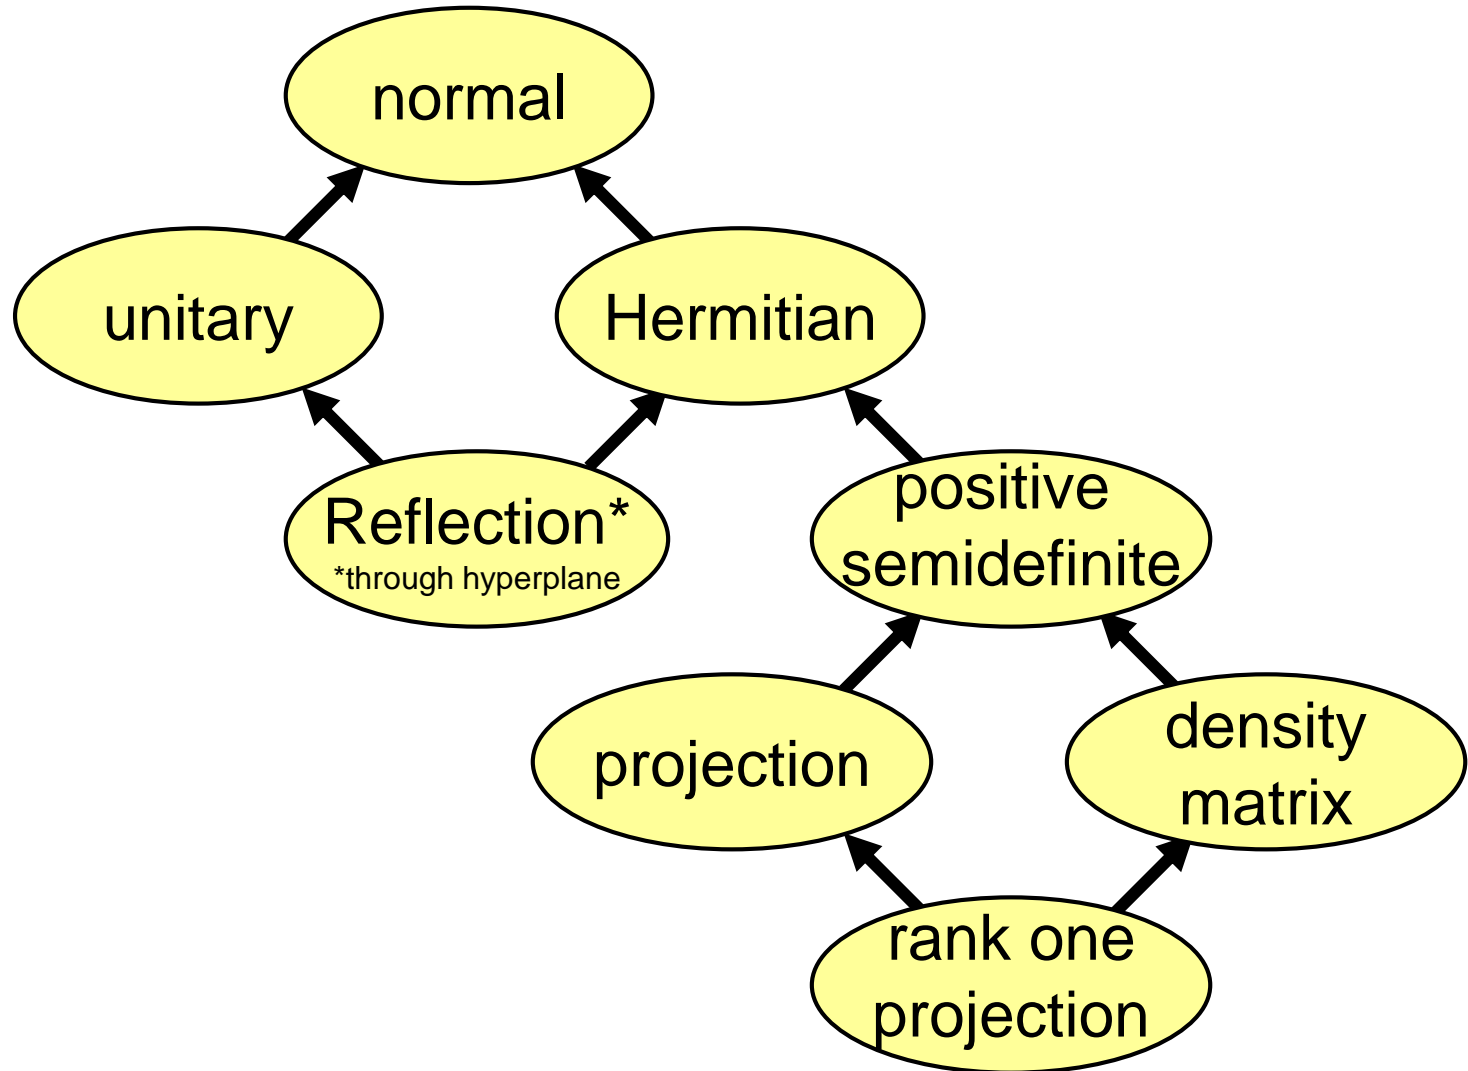 normal
unitary
Hermitian
Reflection*
*through hyperplane
positive
semidefinite
projection
density
matrix
rank one
projection